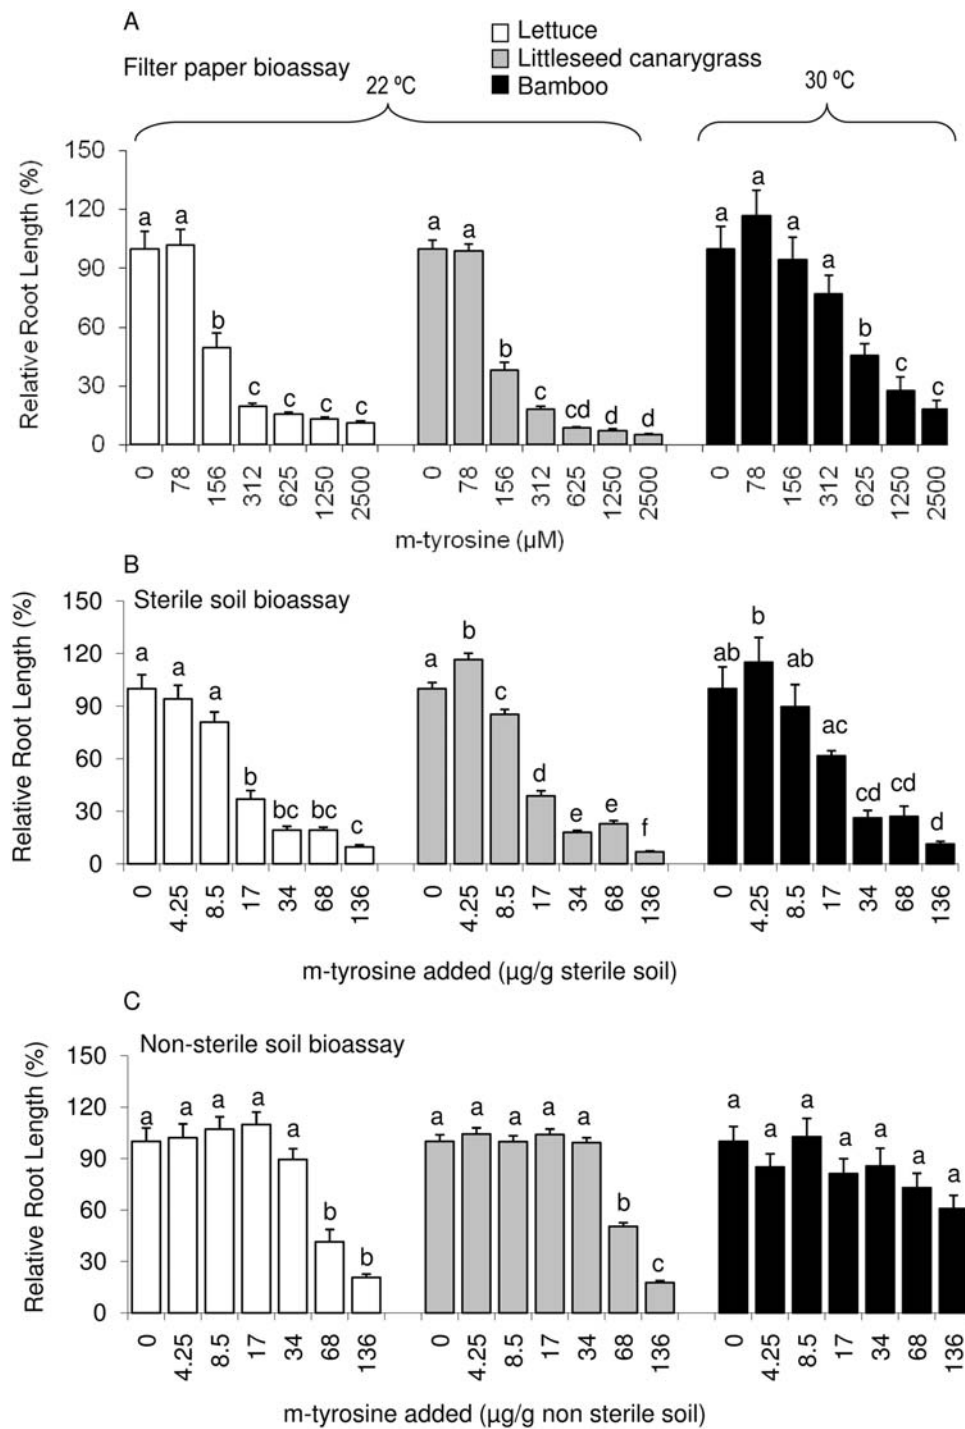 A
Lettuce
Littleseed canarygrass
Bamboo
Filter paper bioassay
22 ºC
30 ºC
Relative Root Length (%)
150
120
90
60
30
0
a a b c c c c
a a b c cd d d
a a a a b c c
0 78 156 312 625 1250 2500
0 78 156 312 625 1250 2500
0 78 156 312 625 1250 2500
m-tyrosine (µM)
B
Sterile soil bioassay
Relative Root Length (%)
150
120
90
60
30
0
a a a b bc bc c
a b c d e e f
ab b ab ac cd cd d
0 4.25 8.5 17 34 68 136
0 4.25 8.5 17 34 68 136
0 4.25 8.5 17 34 68 136
m-tyrosine added (µg/g sterile soil)
C
Non-sterile soil bioassay
Relative Root Length (%)
150
120
90
60
30
0
a a a a a b b
a a a a a b c
a a a a a a a
0 4.25 8.5 17 34 68 136
0 4.25 8.5 17 34 68 136
0 4.25 8.5 17 34 68 136
m-tyrosine added (µg/g non sterile soil)